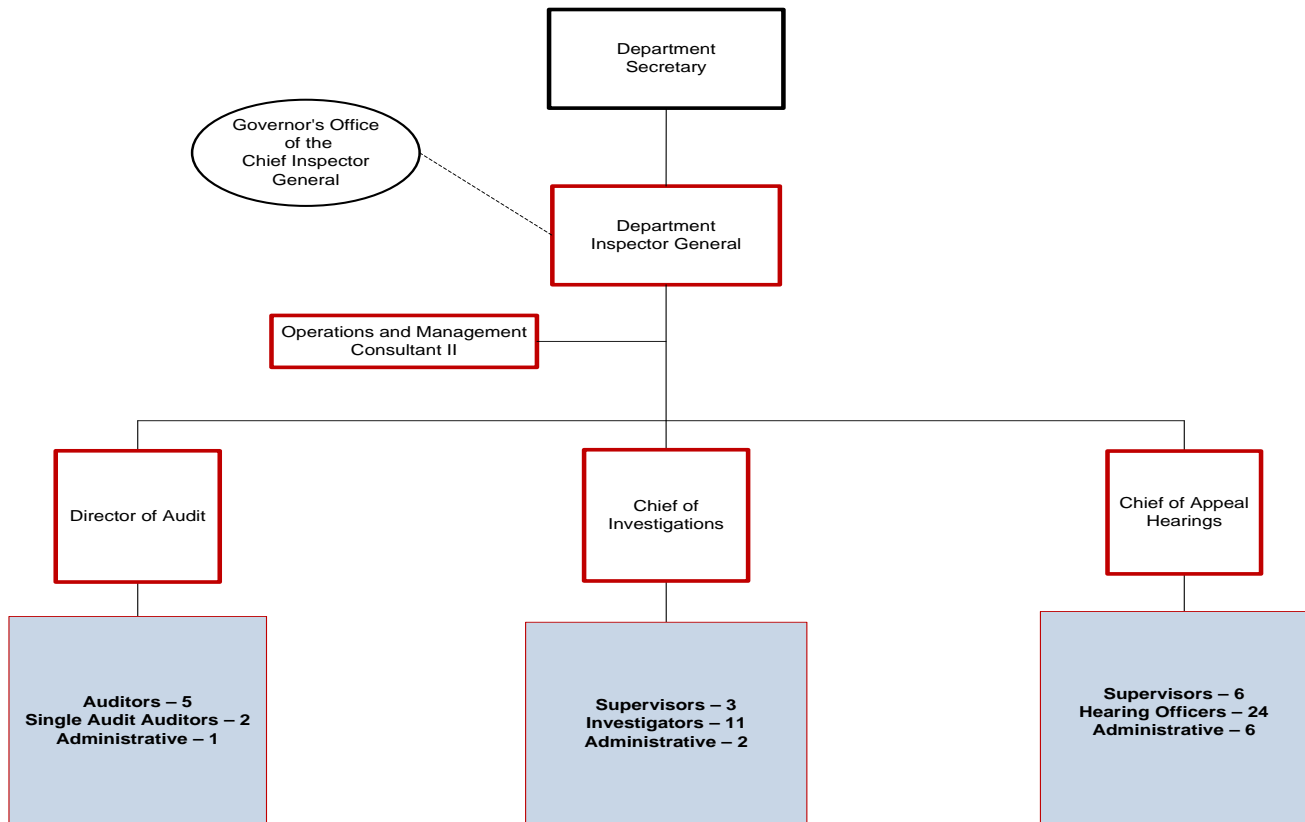 Department
Secretary
Governor's Office
of the
Chief Inspector
General
Department
Inspector General
Operations and Management
Consultant II
Director of Audit
Chief of
Investigations
Chief of Appeal
Hearings
Auditors – 5
Single Audit Auditors – 2
Administrative – 1
Supervisors – 3
Investigators – 11
Administrative – 2
Supervisors – 6
Hearing Officers – 24
Administrative – 6